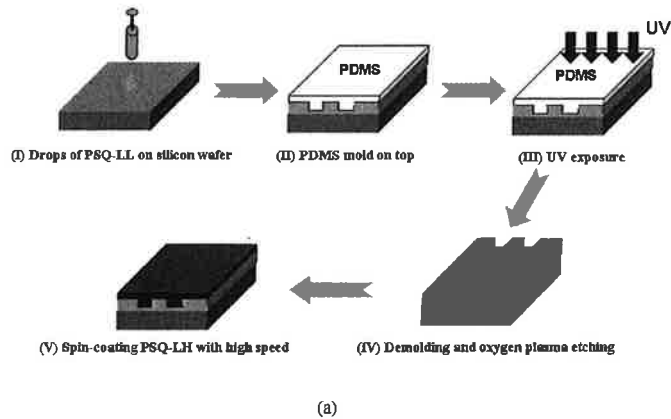 UV
PDMS
PDMS
(I) Drops of PSQ-LL on silicon wafer
(II) PDMS mold on top
(III) UV exposure
(V) Spin-coating PSQ-LH with high speed
(IV) Demolding and oxygen plasma etching
(a)